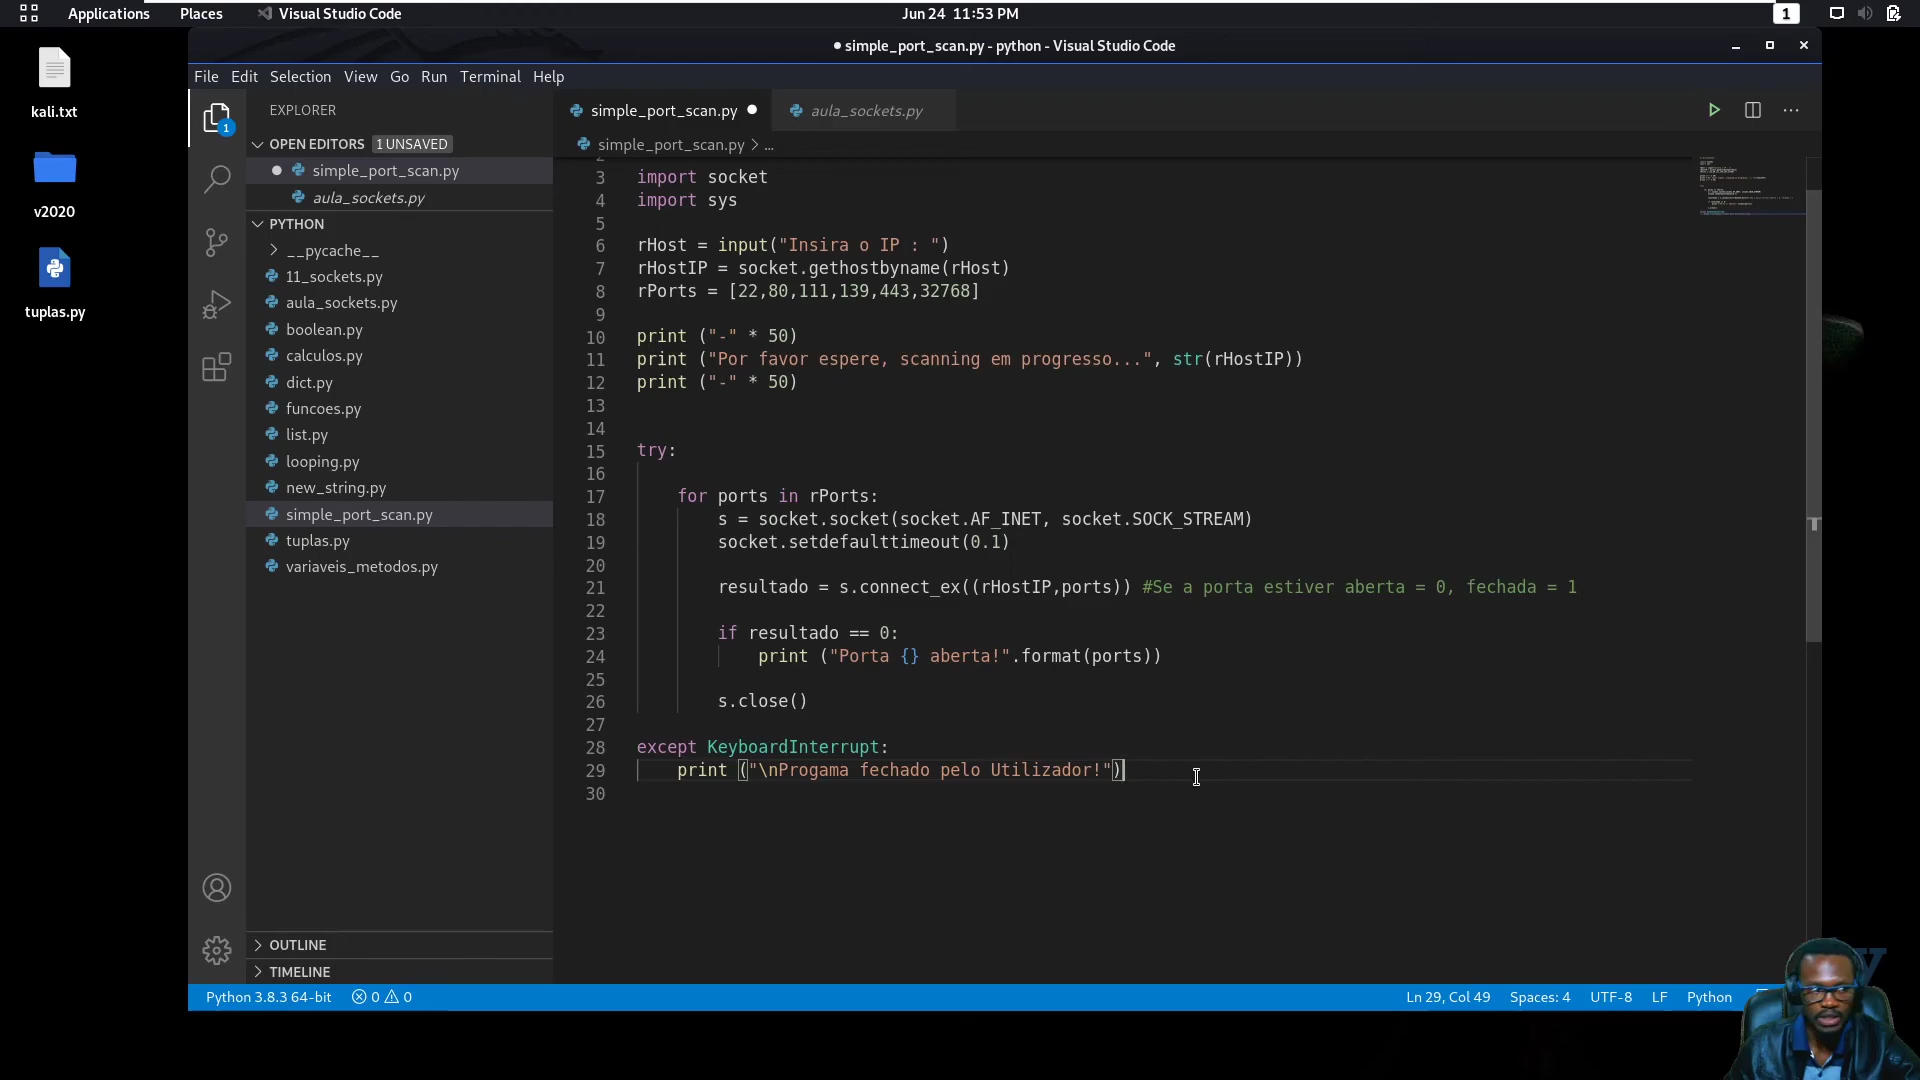 Applications Places Visual Studio Code Jun 24 11:53 PM 1
simple_port_scan.py - python - Visual Studio Code
File Edit Selection View Go Run Terminal Help
kali.txt
v2020
tuplas.py
EXPLORER
OPEN EDITORS 1 UNSAVED
simple_port_scan.py
aula_sockets.py
PYTHON
__pycache__
11_sockets.py
aula_sockets.py
boolean.py
calculos.py
dict.py
funcoes.py
list.py
looping.py
new_string.py
simple_port_scan.py
tuplas.py
variaveis_metodos.py
OUTLINE
TIMELINE
1
simple_port_scan.py aula_sockets.py
simple_port_scan.py > ...
3 import socket
4 import sys
5
6 rHost = input("Insira o IP : ")
7 rHostIP = socket.gethostbyname(rHost)
8 rPorts = [22,80,111,139,443,32768]
9
10 print ("-" * 50)
11 print ("Por favor espere, scanning em progresso...", str(rHostIP))
12 print ("-" * 50)
13
14
15 try:
16
17 for ports in rPorts:
18 s = socket.socket(socket.AF_INET, socket.SOCK_STREAM)
19 socket.setdefaulttimeout(0.1)
20
21 resultado = s.connect_ex((rHostIP,ports)) #Se a porta estiver aberta = 0, fechada = 1
22
23 if resultado == 0:
24 print ("Porta {} aberta!".format(ports))
25
26 s.close()
27
28 except KeyboardInterrupt:
29 print ("\nProgama fechado pelo Utilizador!")
30
Python 3.8.3 64-bit 0 0 Ln 29, Col 49 Spaces: 4 UTF-8 LF Python